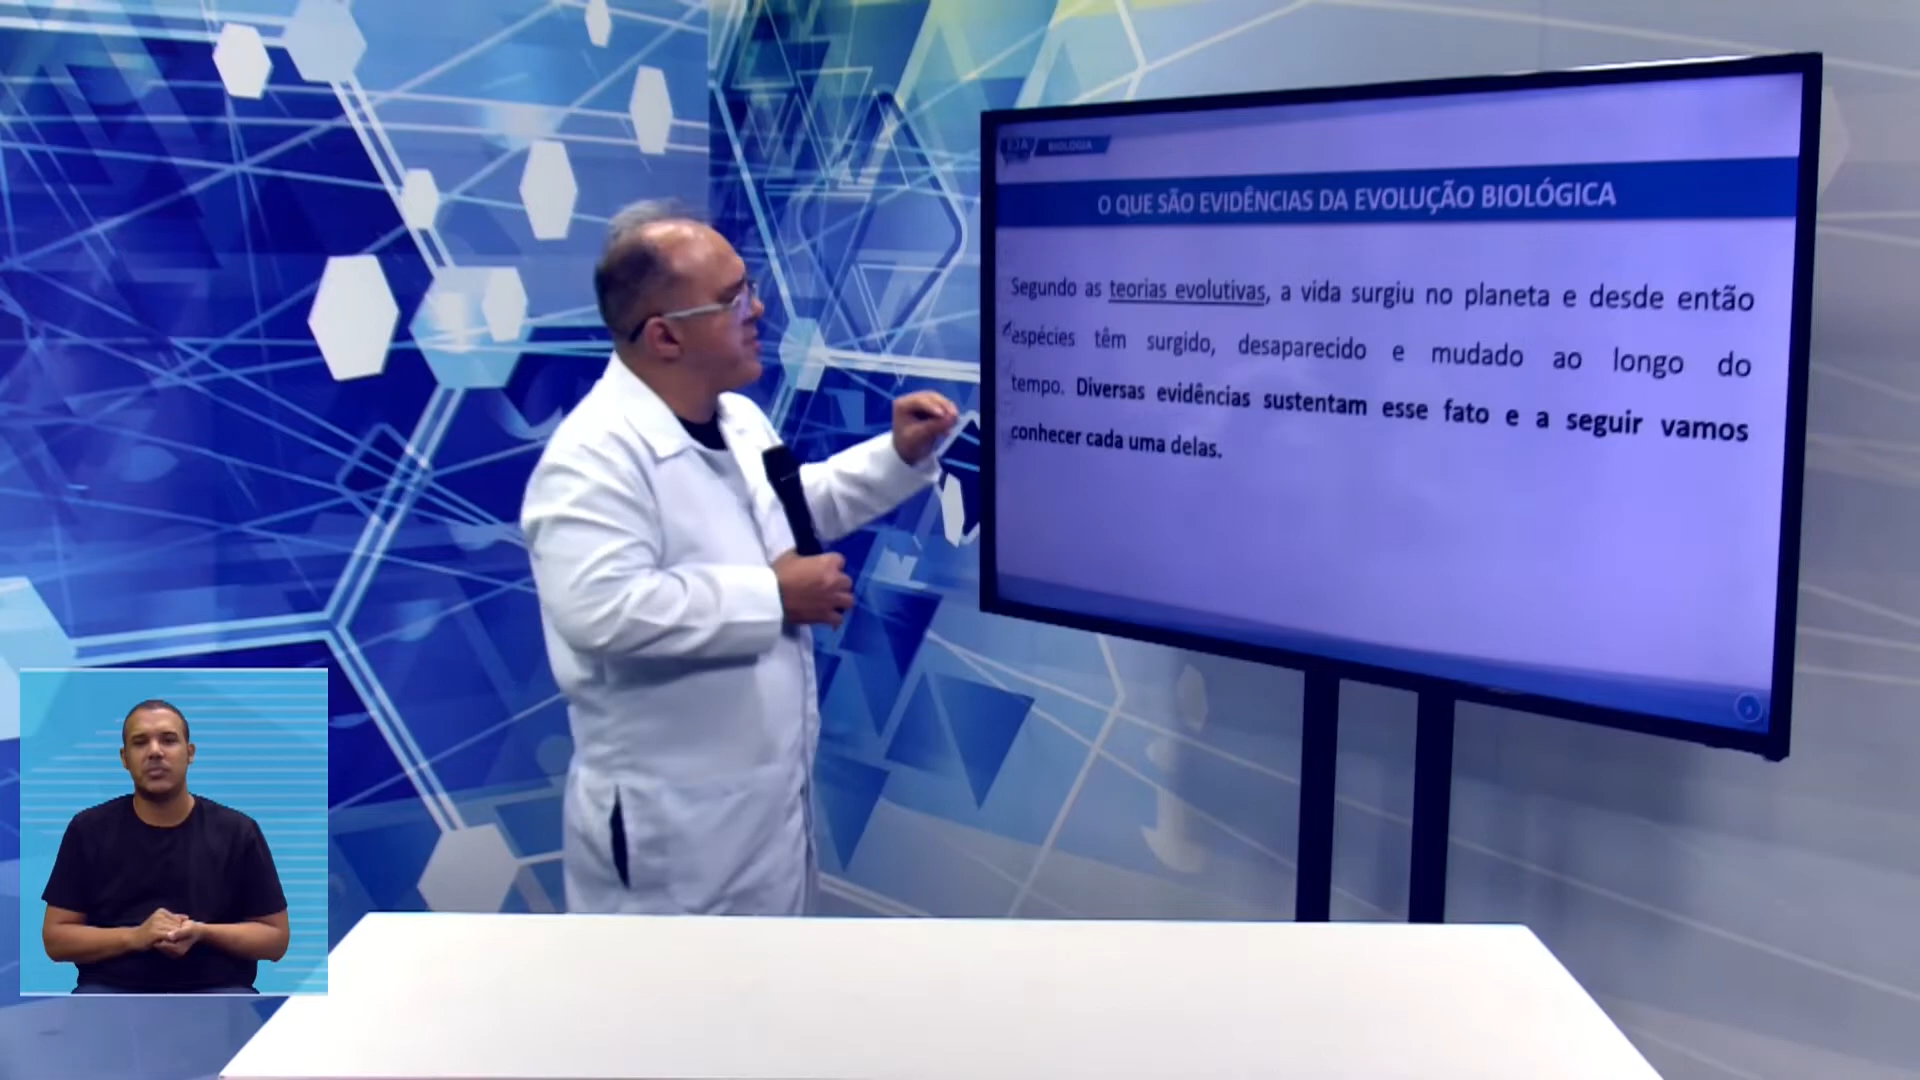 EJA BIOLOGIA
O QUE SÃO EVIDÊNCIAS DA EVOLUÇÃO BIOLÓGICA
Segundo as teorias evolutivas, a vida surgiu no planeta e desde então
espécies têm surgido, desaparecido e mudado ao longo do
tempo. Diversas evidências sustentam esse fato e a seguir vamos
conhecer cada uma delas.